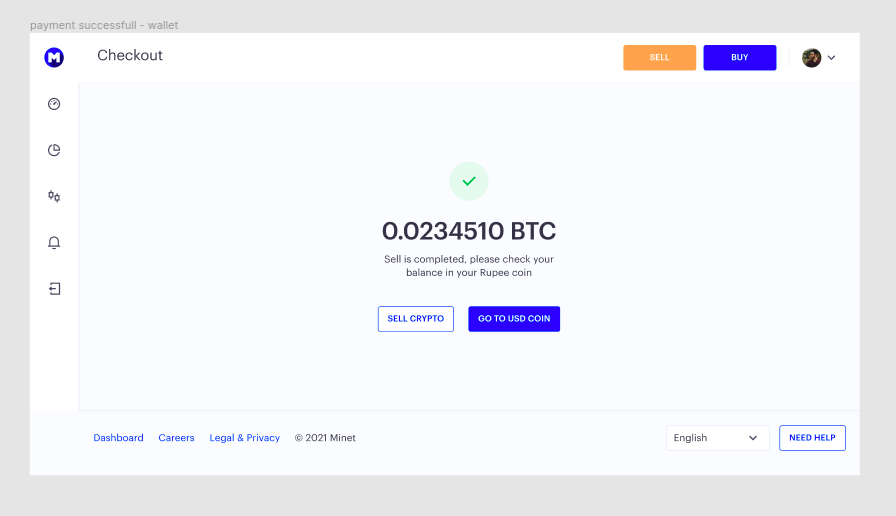 payment successfull - wallet
M
Checkout
SELL
BUY
0.0234510 BTC
Sell is completed, please check your
balance in your Rupee coin
SELL CRYPTO
GO TO USD COIN
Dashboard
Careers
Legal & Privacy
© 2021 Minet
English
NEED HELP